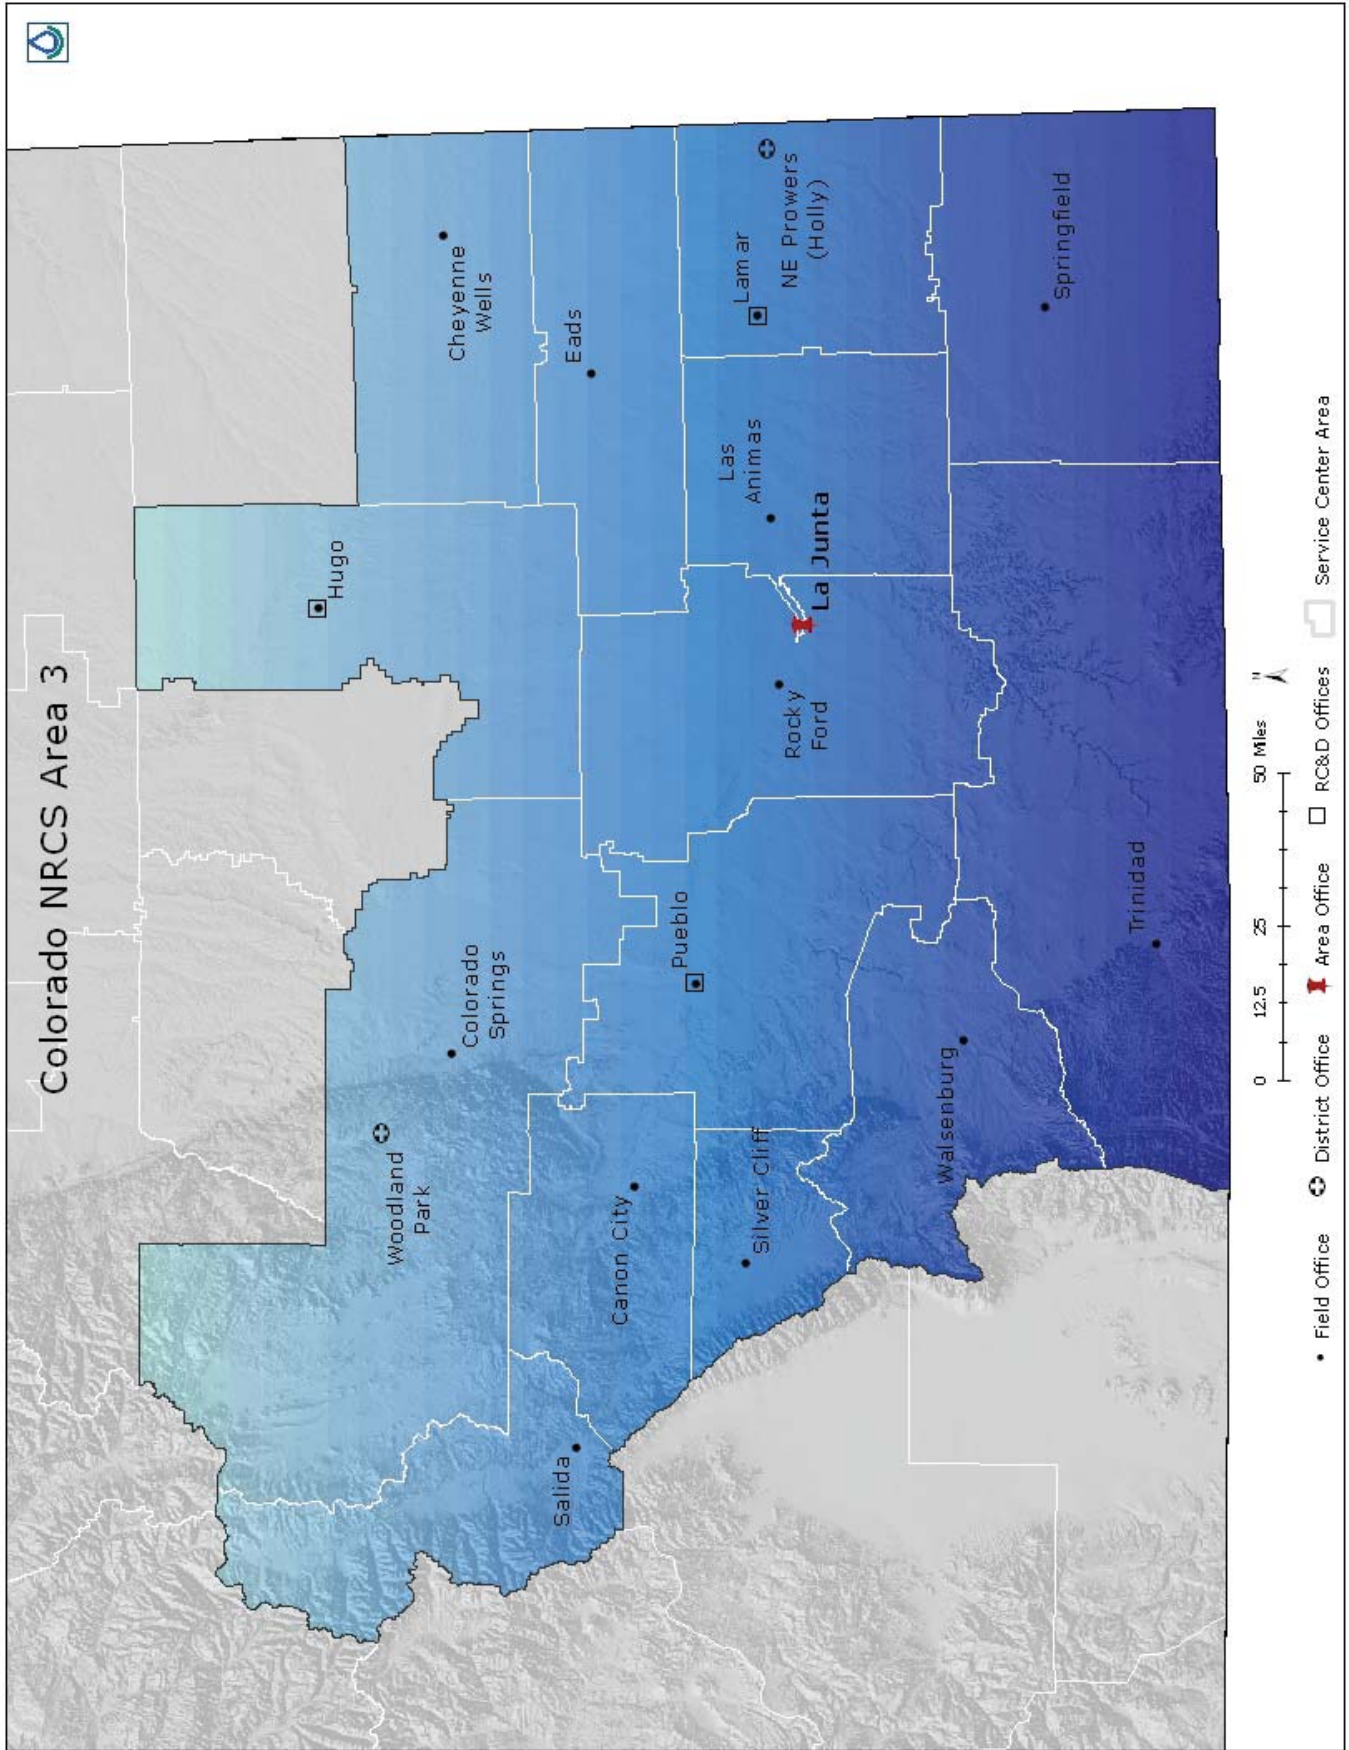 Colorado NRCS Area 3
Hugo
Cheyenne
Wells
Woodland
Park
Colorado
Springs
Eads
Salida
Canon City
Pueblo
Lamar
NE Prowers
(Holly)
Las
Animas
La Junta
Rocky
Ford
Silver Cliff
Walsenburg
Springfield
Trinidad
0 12.5 25 50 Miles
N
Field Office District Office Area Office RC&D Offices Service Center Area